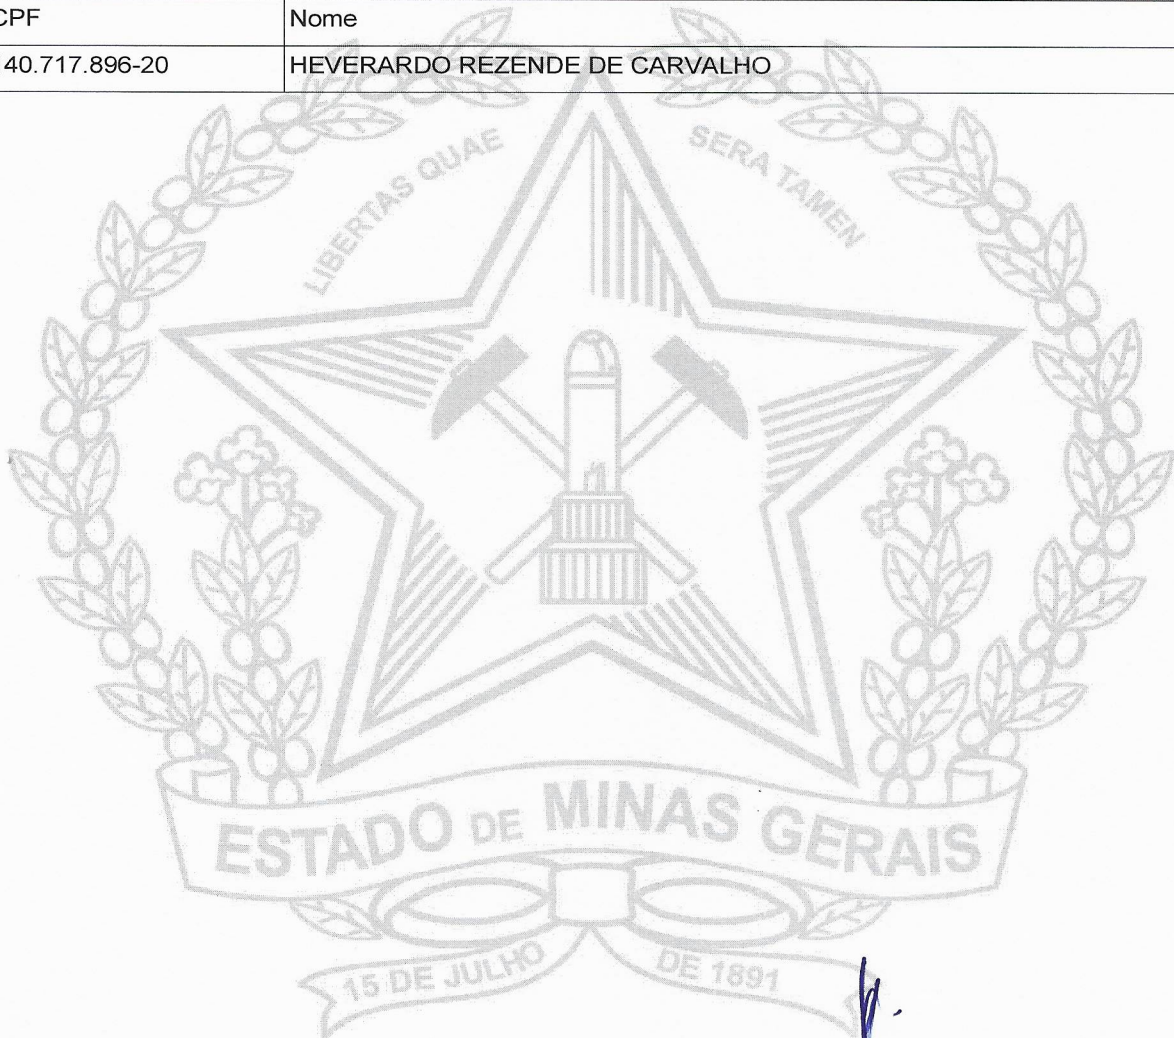 CPF Nome
40.717.896-20 HEVERARDO REZENDE DE CARVALHO
LIBERTAS QUAE SERA TAMEN
ESTADO DE MINAS GERAIS
15 DE JULHO DE 1891